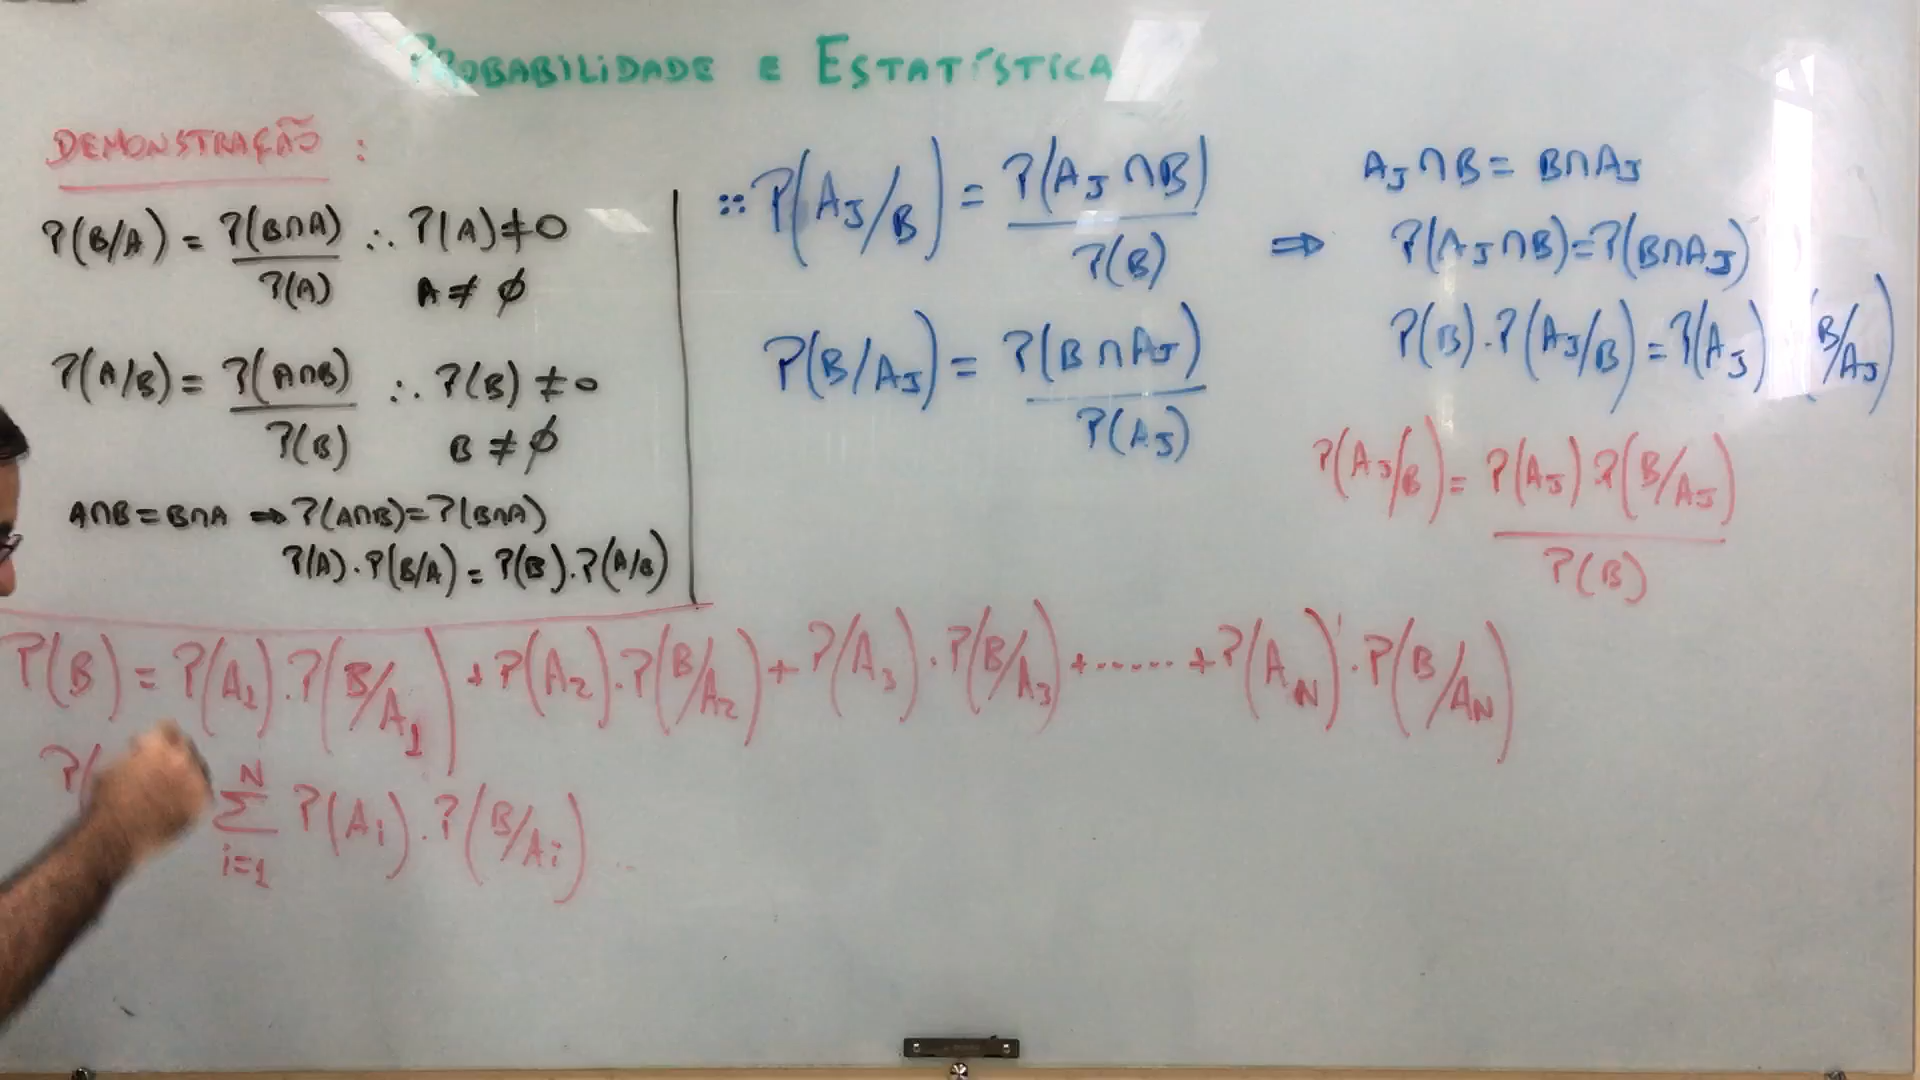 PROBABILIDADE E ESTATÍSTICA
DEMONSTRAÇÃO:
P(B/A) = P(B∩A)/P(A) ∴ P(A)≠0
A ≠ ∅
P(A/B) = P(A∩B)/P(B) ∴ P(B) ≠ 0
B ≠ ∅
A∩B = B∩A ⇒ P(A∩B)=P(B∩A)
P(A).P(B/A) = P(B).P(A/B)
:: P(AJ/B) = P(AJ∩B)/P(B) ⇒
P(B/AJ) = P(B∩AJ)/P(AJ)
AJ∩B = B∩AJ
P(AJ∩B)=P(B∩AJ)
P(B).P(AJ/B) = P(AJ) (B/AJ)
P(AJ/B) = P(AJ) P(B/AJ)/P(B)
P(B) = P(A1).P(B/A1) + P(A2).P(B/A2) + P(A3).P(B/A3) + ...... + P(AN).P(B/AN)
P( Σ N i=1 P(Ai).P(B/Ai)